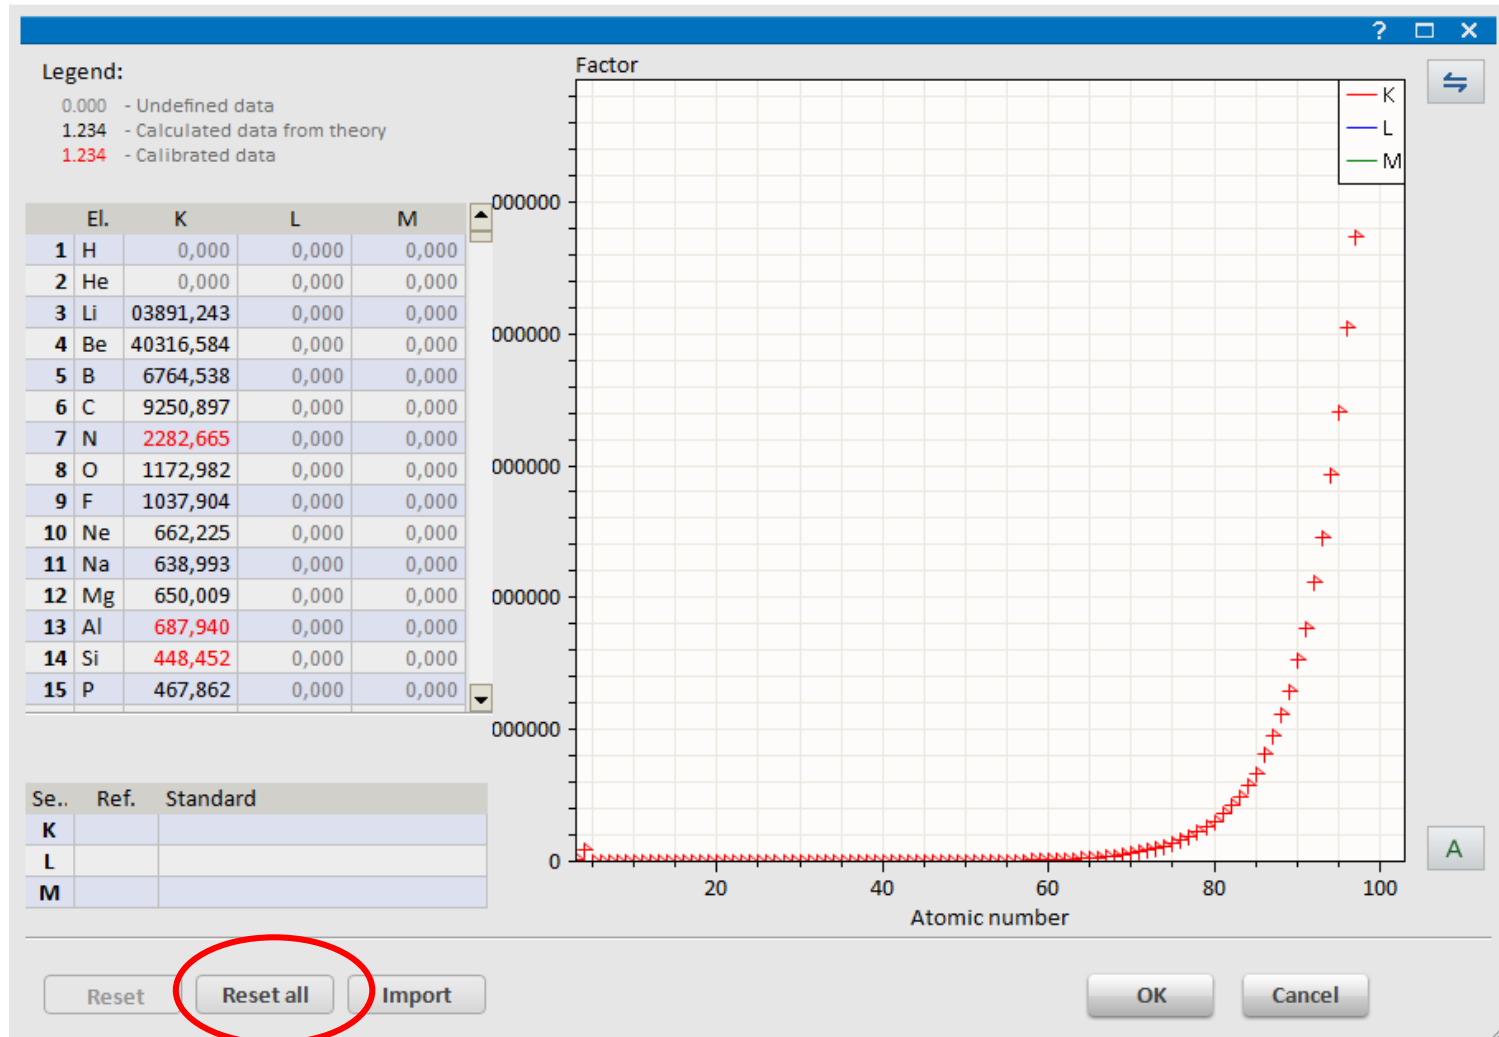 ?
Legend:
0.000 - Undefined data
1.234 - Calculated data from theory
1.234 - Calibrated data
El. K L M
1 H 0,000 0,000 0,000
2 He 0,000 0,000 0,000
3 Li 03891,243 0,000 0,000
4 Be 40316,584 0,000 0,000
5 B 6764,538 0,000 0,000
6 C 9250,897 0,000 0,000
7 N 2282,665 0,000 0,000
8 O 1172,982 0,000 0,000
9 F 1037,904 0,000 0,000
10 Ne 662,225 0,000 0,000
11 Na 638,993 0,000 0,000
12 Mg 650,009 0,000 0,000
13 Al 687,940 0,000 0,000
14 Si 448,452 0,000 0,000
15 P 467,862 0,000 0,000
Se.. Ref. Standard
K
L
M
Factor
K
L
M
000000
000000
000000
000000
000000
0
20 40 60 80 100
Atomic number
A
Reset Reset all Import OK Cancel